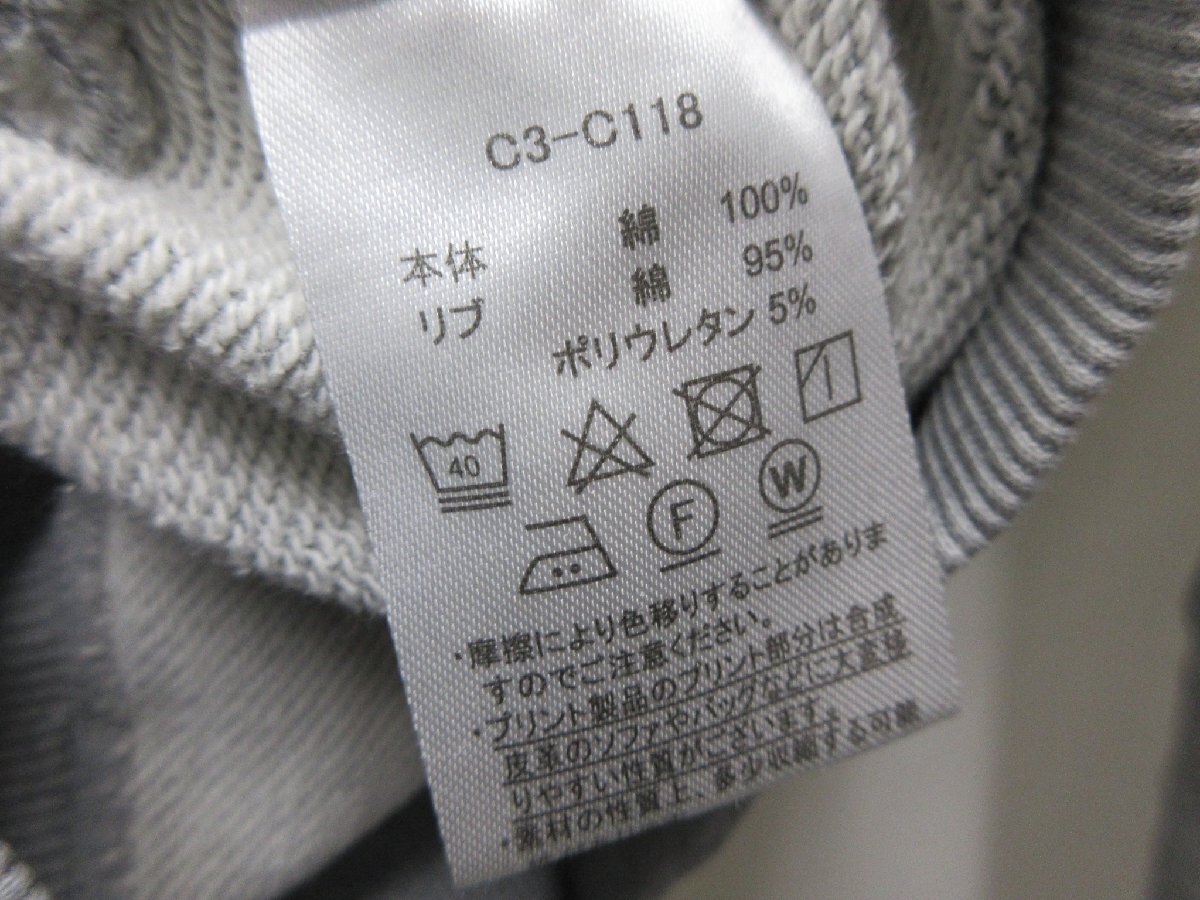 C3-C118
本体 綿 100%
リブ 綿 95%
ポリウレタン 5%
40
F W
・摩擦により色移りすることがありま
すのでご注意ください。
・プリント製品のプリント部分は合成
皮革のソファやバッグなどに大変移
りやすい性質がございます。
・素材の性質上、多少収縮する可能